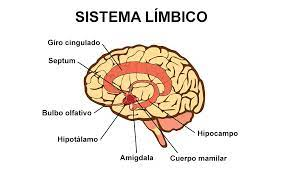 SISTEMA LÍMBICO
Giro cingulado
Septum
Bulbo olfativo
Hipotálamo
Amígdala
Cuerpo mamilar
Hipocampo